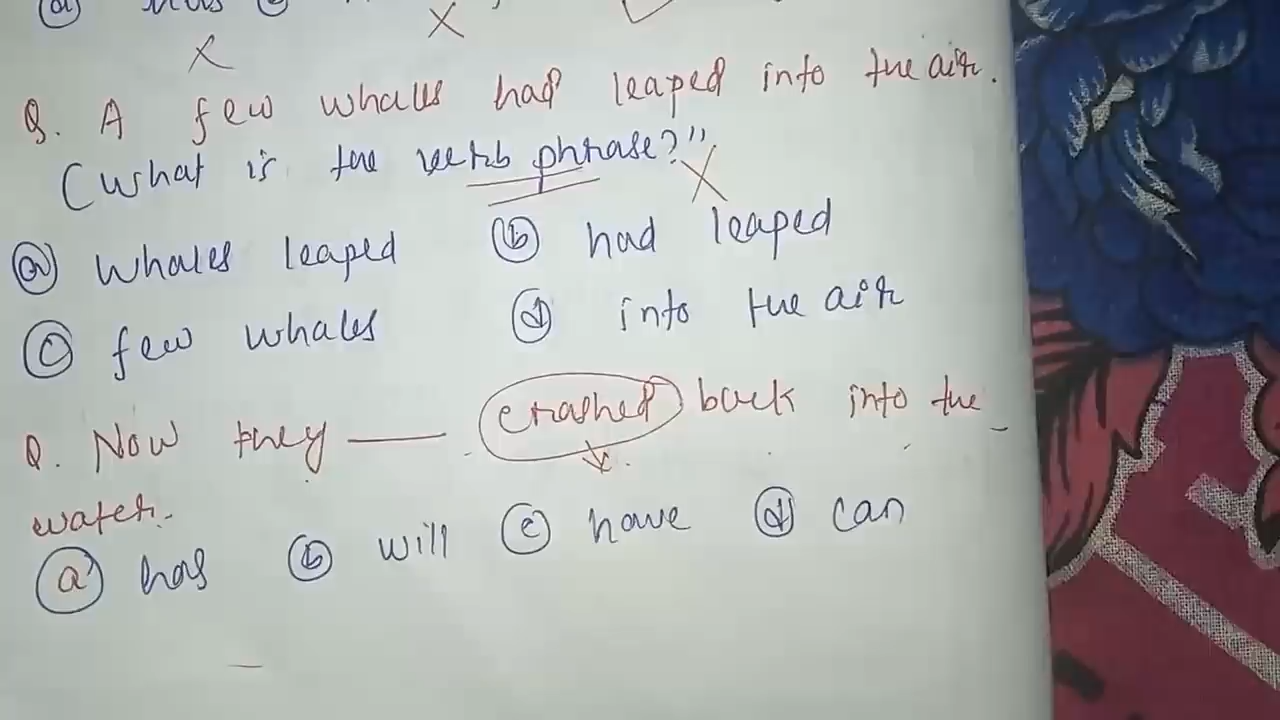 Q. A few whales had leaped into the air.
(what is the verb phrase?"
(a) whales leaped (b) had leaped
(c) few whales (d) into the air
Q. Now they ____ crashed back into the
water.
(a) has (b) will (c) have (d) can